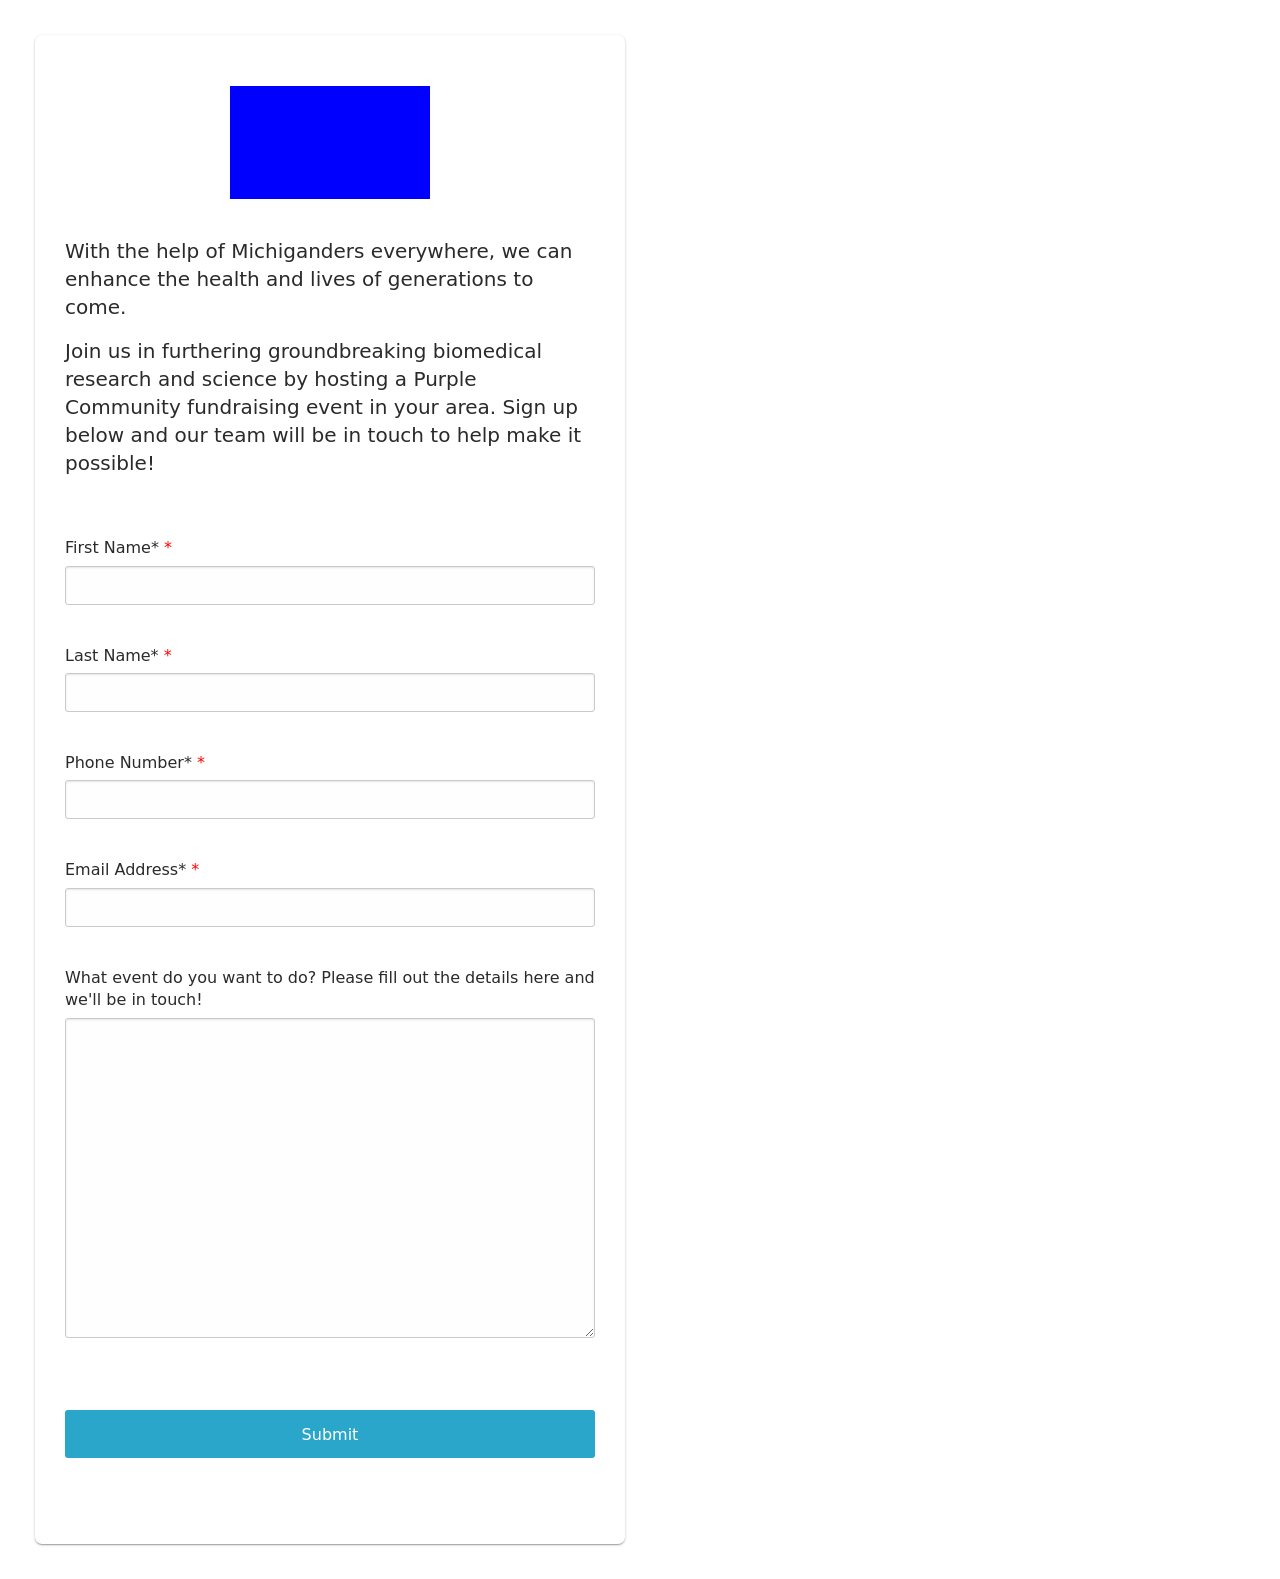 With the help of Michiganders everywhere, we can
enhance the health and lives of generations to
come.
Join us in furthering groundbreaking biomedical
research and science by hosting a Purple
Community fundraising event in your area. Sign up
below and our team will be in touch to help make it
possible!
First Name* *
Last Name* *
Phone Number* *
Email Address* *
What event do you want to do? Please fill out the details here and
we'll be in touch!
Submit